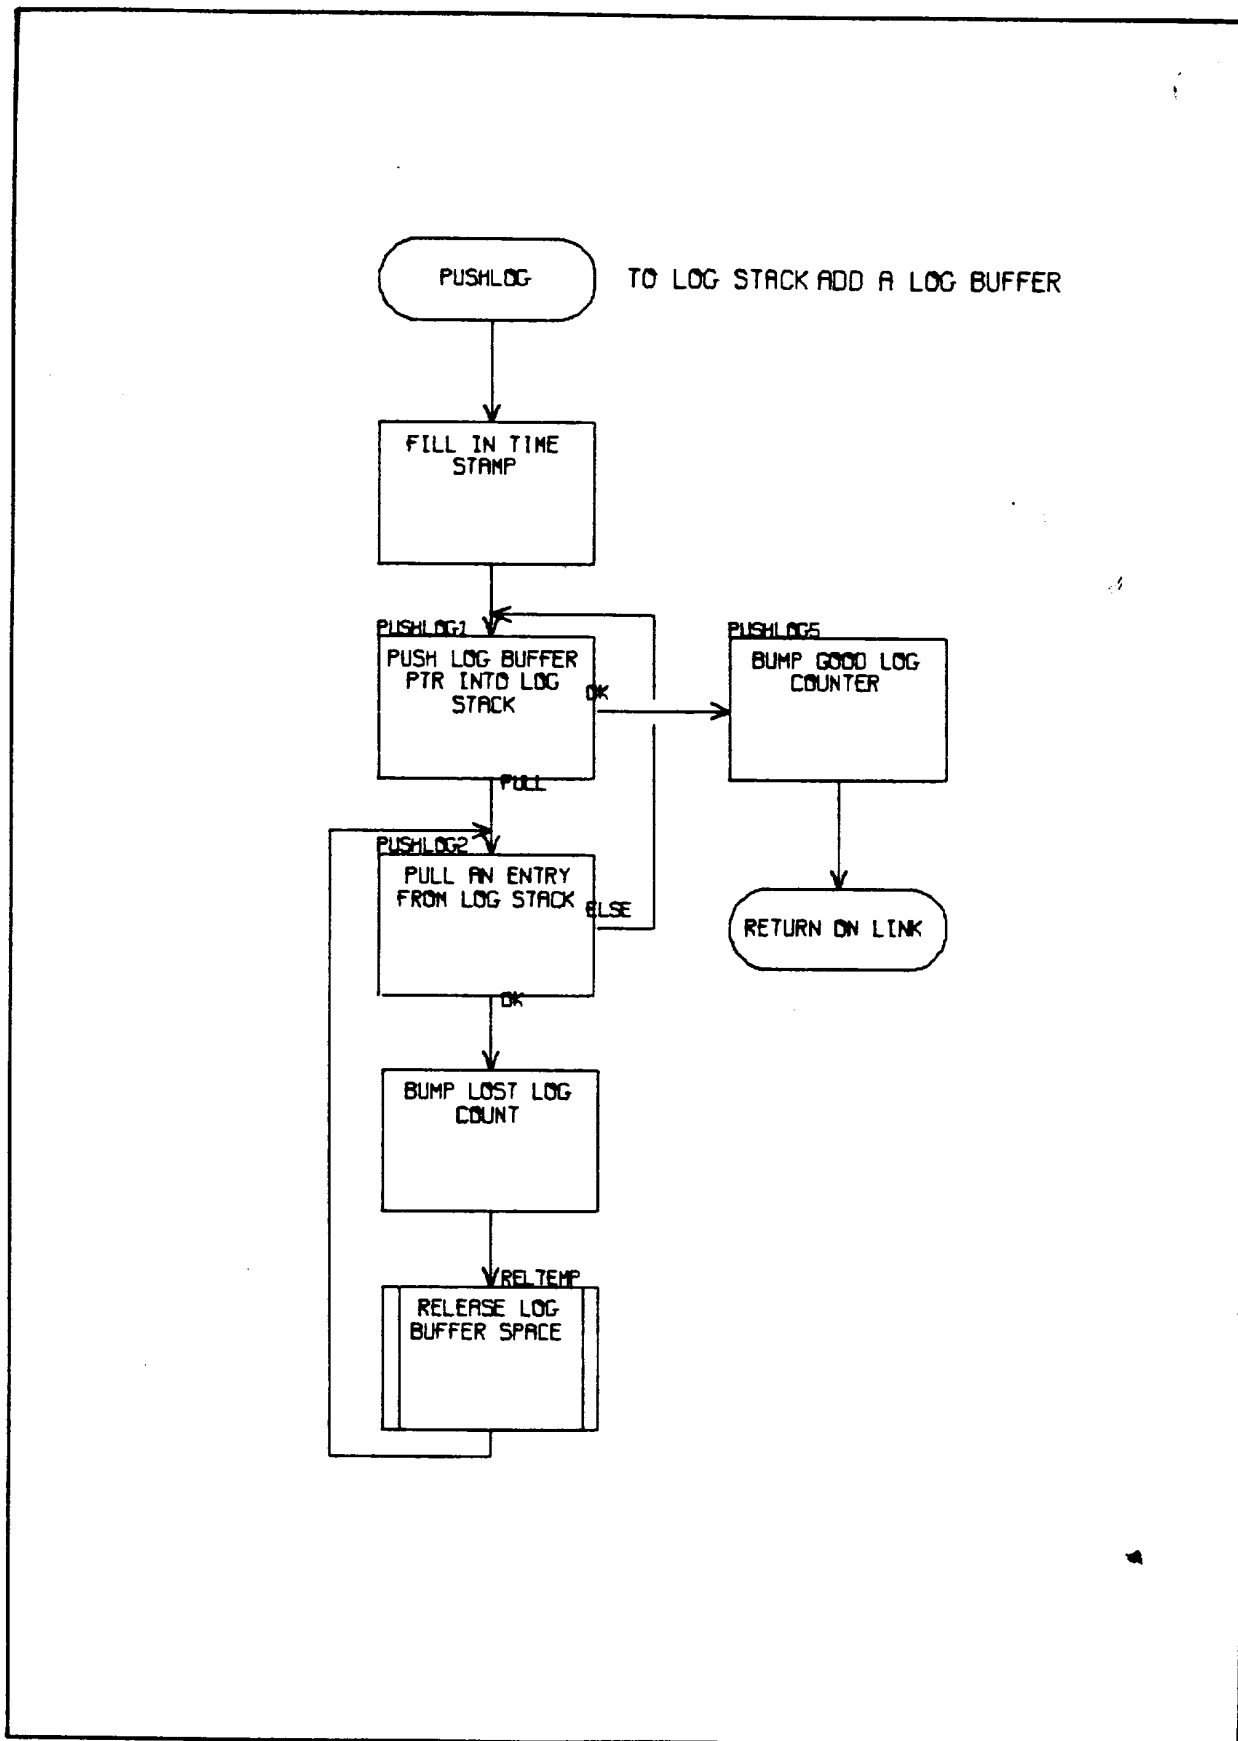 PUSHLOG
TO LOG STACK ADD A LOG BUFFER
FILL IN TIME
STAMP
PUSHLOG1
PUSH LOG BUFFER
PTR INTO LOG
STACK
OK
FULL
PUSHLOG5
BUMP GOOD LOG
COUNTER
PUSHLOG2
PULL AN ENTRY
FROM LOG STACK
ELSE
OK
RETURN ON LINK
BUMP LOST LOG
COUNT
RELTEMP
RELEASE LOG
BUFFER SPACE